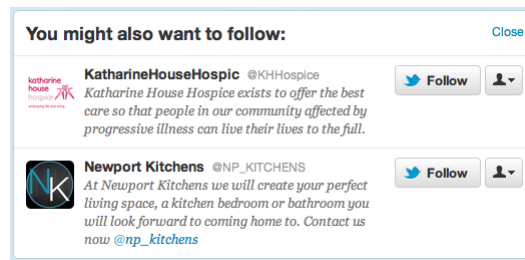 You might also want to follow:
Close
katharine
house
hospice
KatharineHouseHospic @KHHospice
Katharine House Hospice exists to offer the best
care so that people in our community affected by
progressive illness can live their lives to the full.
Follow
NK
Newport Kitchens @NP_KITCHENS
At Newport Kitchens we will create your perfect
living space, a kitchen bedroom or bathroom you
will look forward to coming home to. Contact us
now @np_kitchens
Follow